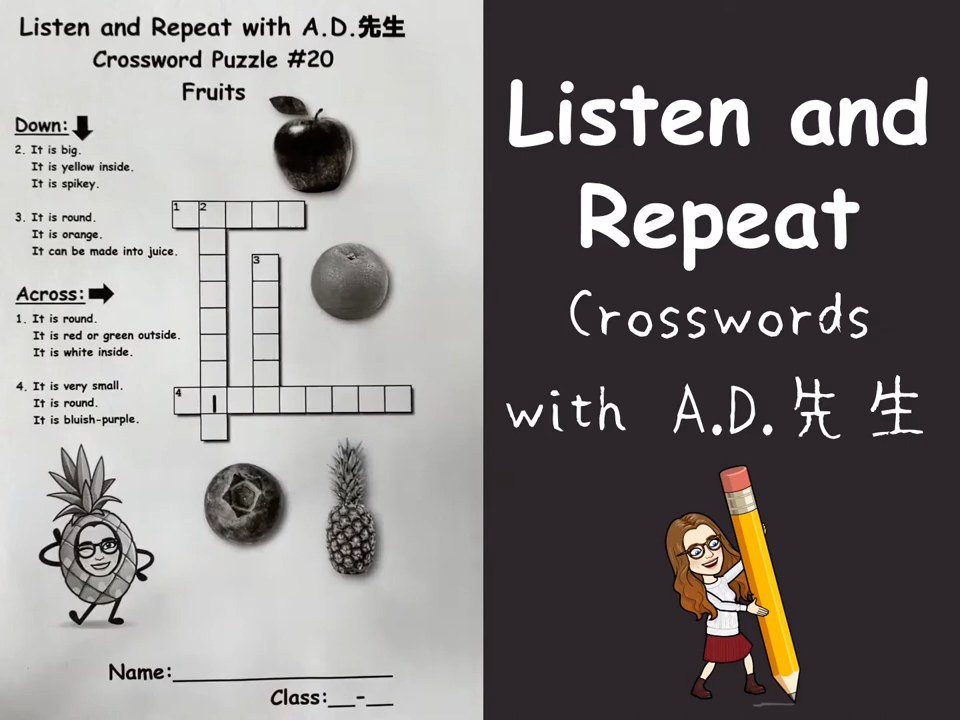 Listen and Repeat with A.D.先生
Crossword Puzzle #20
Fruits
Down:
2. It is big.
It is yellow inside.
It is spikey.
3. It is round.
It is orange.
It can be made into juice.
Across:
1. It is round.
It is red or green outside.
It is white inside.
4. It is very small.
It is round.
It is bluish-purple.
1 2
3
4
Name:
Class:__-__
Listen and
Repeat
Crosswords
with A.D.先生